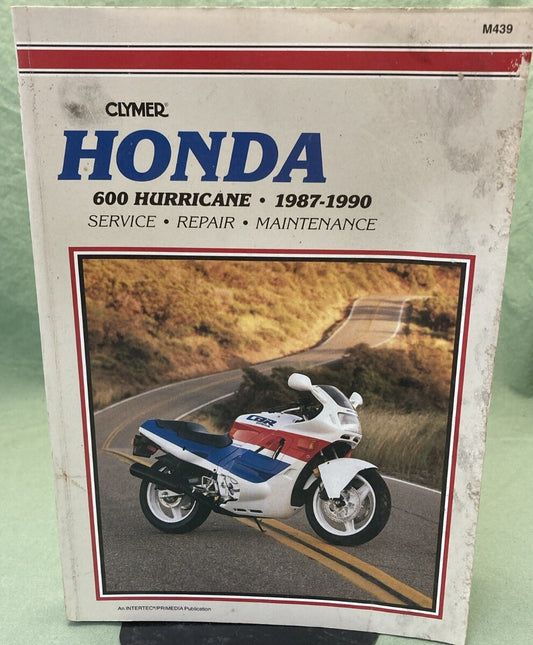 M439
CLYMER®
HONDA
600 HURRICANE • 1987-1990
SERVICE • REPAIR • MAINTENANCE
CBR
An INTERTEC®/PRIMEDIA Publication